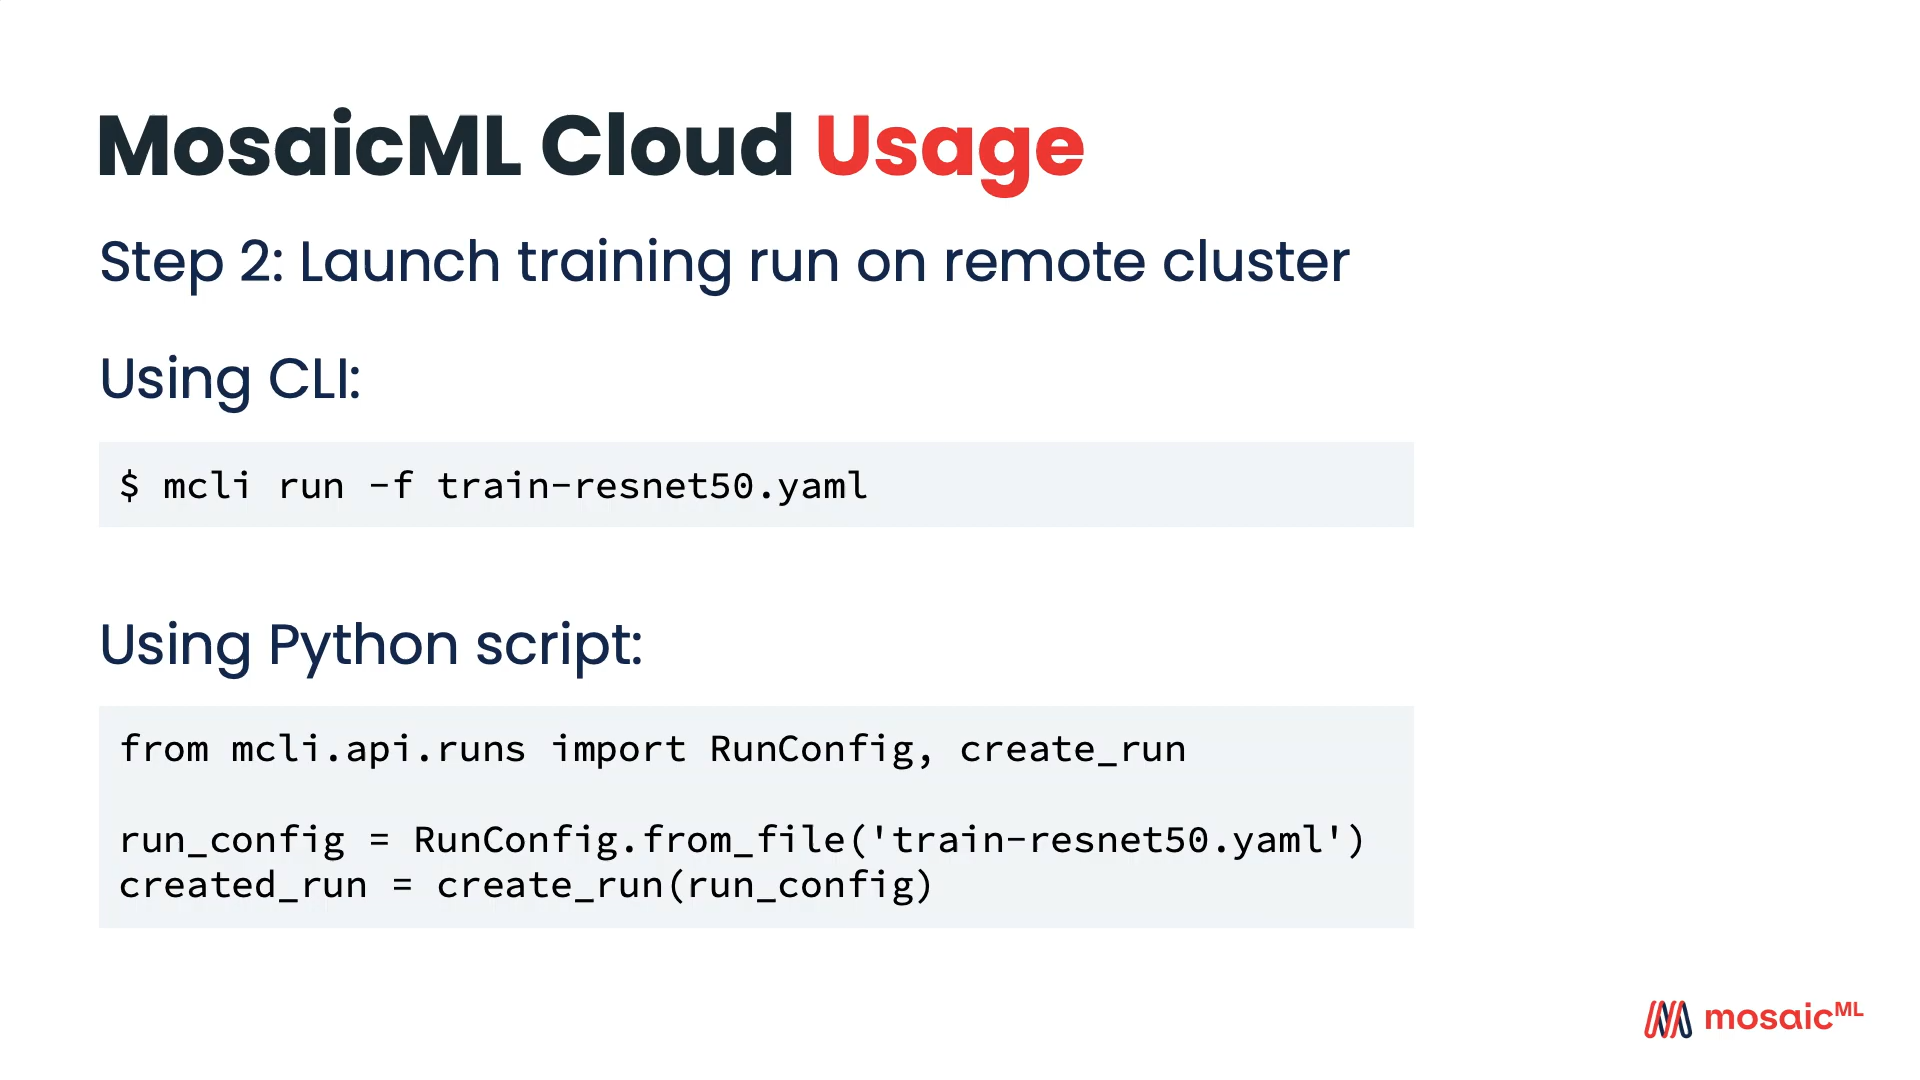 MosaicML Cloud Usage
Step 2: Launch training run on remote cluster
Using CLI:
$ mcli run -f train-resnet50.yaml
Using Python script:
from mcli.api.runs import RunConfig, create_run
run_config = RunConfig.from_file('train-resnet50.yaml')
created_run = create_run(run_config)
mosaicML